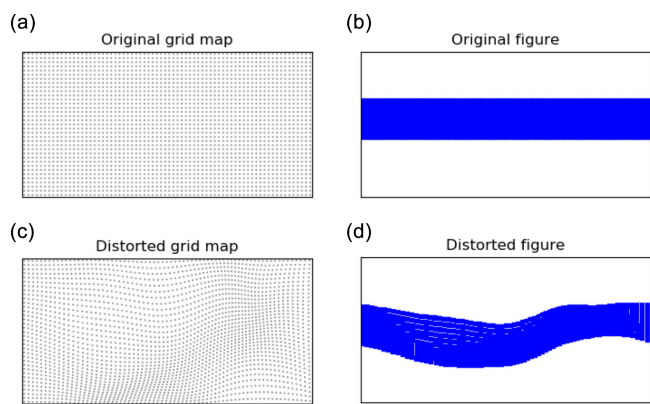 (a)
Original grid map
(b)
Original figure
(c)
Distorted grid map
(d)
Distorted figure